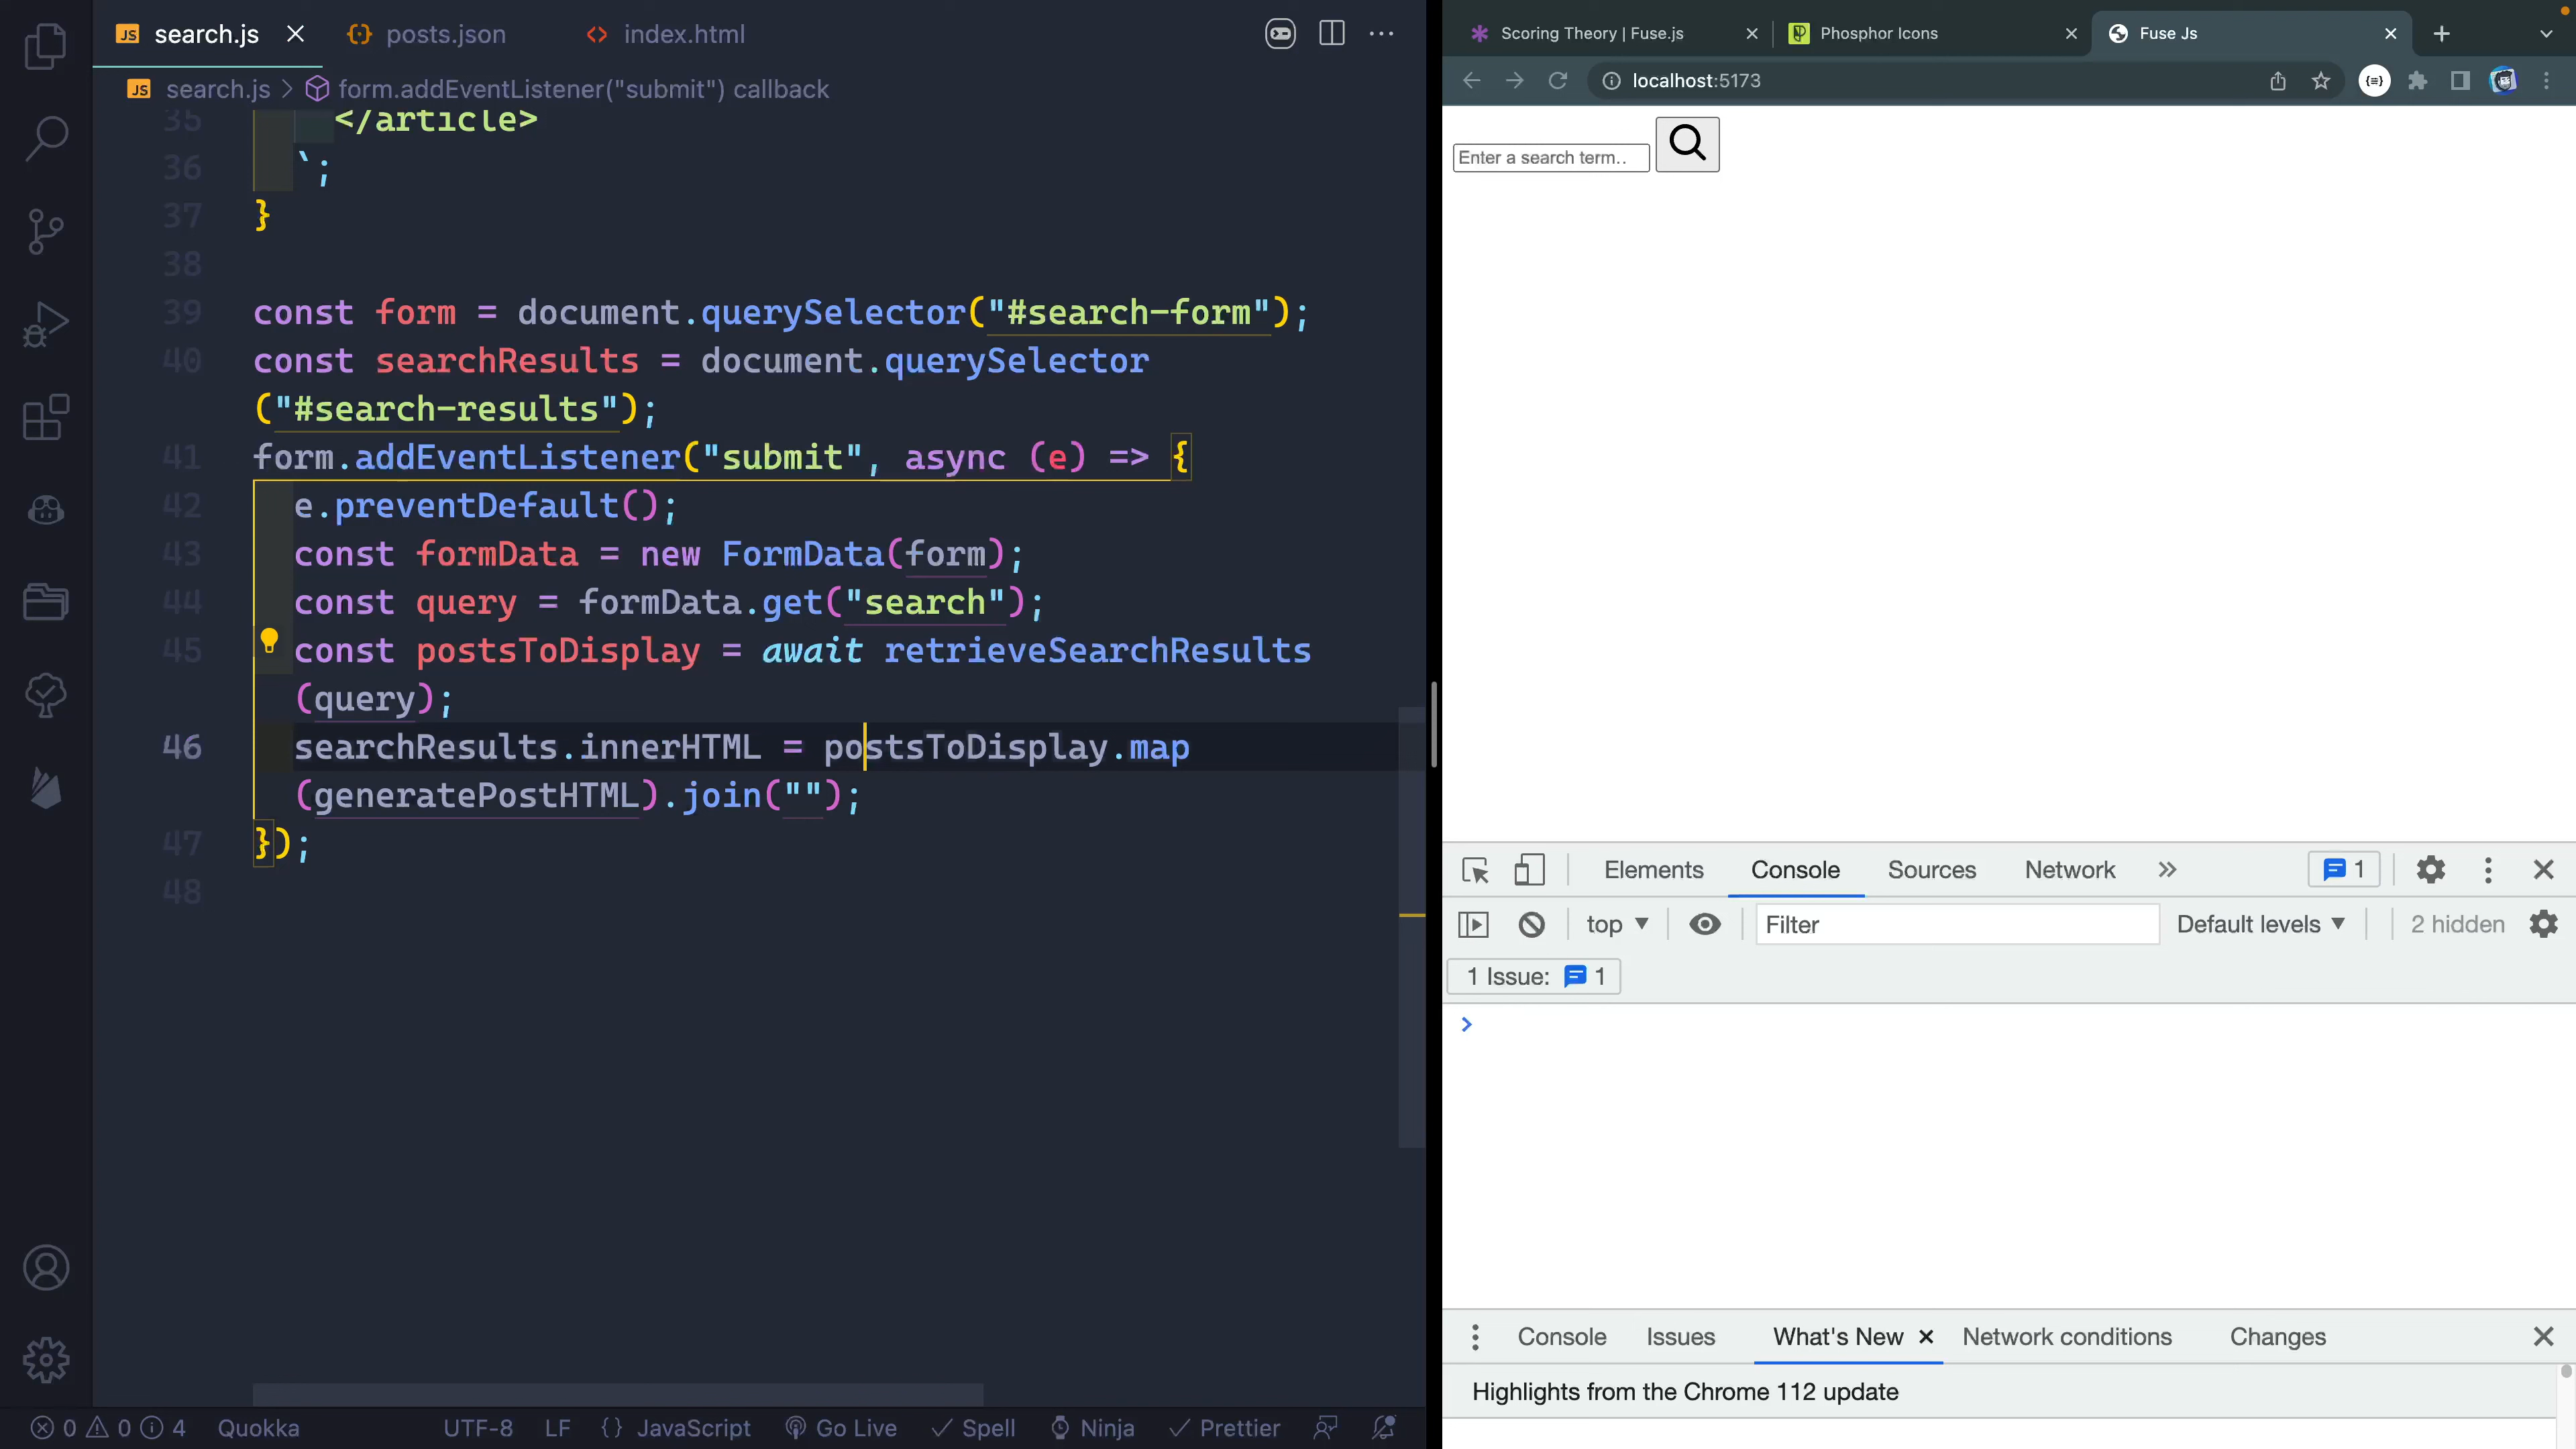 search.js
posts.json
index.html
search.js > form.addEventListener("submit") callback
35 </article>
36 `;
37 }
38
39 const form = document.querySelector("#search-form");
40 const searchResults = document.querySelector
("#search-results");
41 form.addEventListener("submit", async (e) => {
42 e.preventDefault();
43 const formData = new FormData(form);
44 const query = formData.get("search");
45 const postsToDisplay = await retrieveSearchResults
(query);
46 searchResults.innerHTML = postsToDisplay.map
(generatePostHTML).join("");
47 });
48
0 0 4 Quokka UTF-8 LF {} JavaScript Go Live Spell Ninja Prettier
Scoring Theory | Fuse.js
Phosphor Icons
Fuse Js
localhost:5173
Enter a search term..
Elements Console Sources Network 1
top Filter Default levels 2 hidden
1 Issue: 1
Console Issues What's New Network conditions Changes
Highlights from the Chrome 112 update